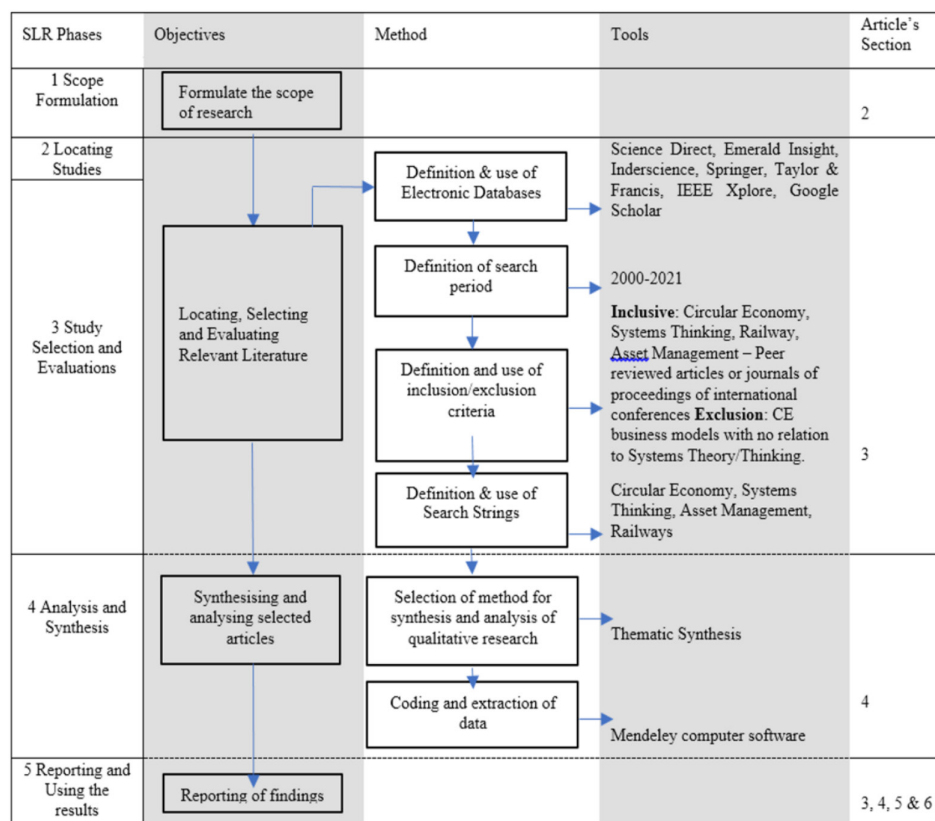 SLR Phases
Objectives
Method
Tools
Article's
Section
1 Scope
Formulation
Formulate the scope
of research
2
2 Locating
Studies
Definition & use of
Electronic Databases
Science Direct, Emerald Insight,
Inderscience, Springer, Taylor &
Francis, IEEE Xplore, Google
Scholar
3 Study
Selection and
Evaluations
Locating, Selecting
and Evaluating
Relevant Literature
Definition of search
period
2000-2021
Definition and use of
inclusion/exclusion
criteria
Inclusive: Circular Economy,
Systems Thinking, Railway,
Asset Management – Peer
reviewed articles or journals of
proceedings of international
conferences Exclusion: CE
business models with no relation
to Systems Theory/Thinking.
3
Definition & use of
Search Strings
Circular Economy, Systems
Thinking, Asset Management,
Railways
4 Analysis and
Synthesis
Synthesising and
analysing selected
articles
Selection of method for
synthesis and analysis of
qualitative research
Thematic Synthesis
Coding and extraction of
data
Mendeley computer software
4
5 Reporting and
Using the
results
Reporting of findings
3, 4, 5 & 6